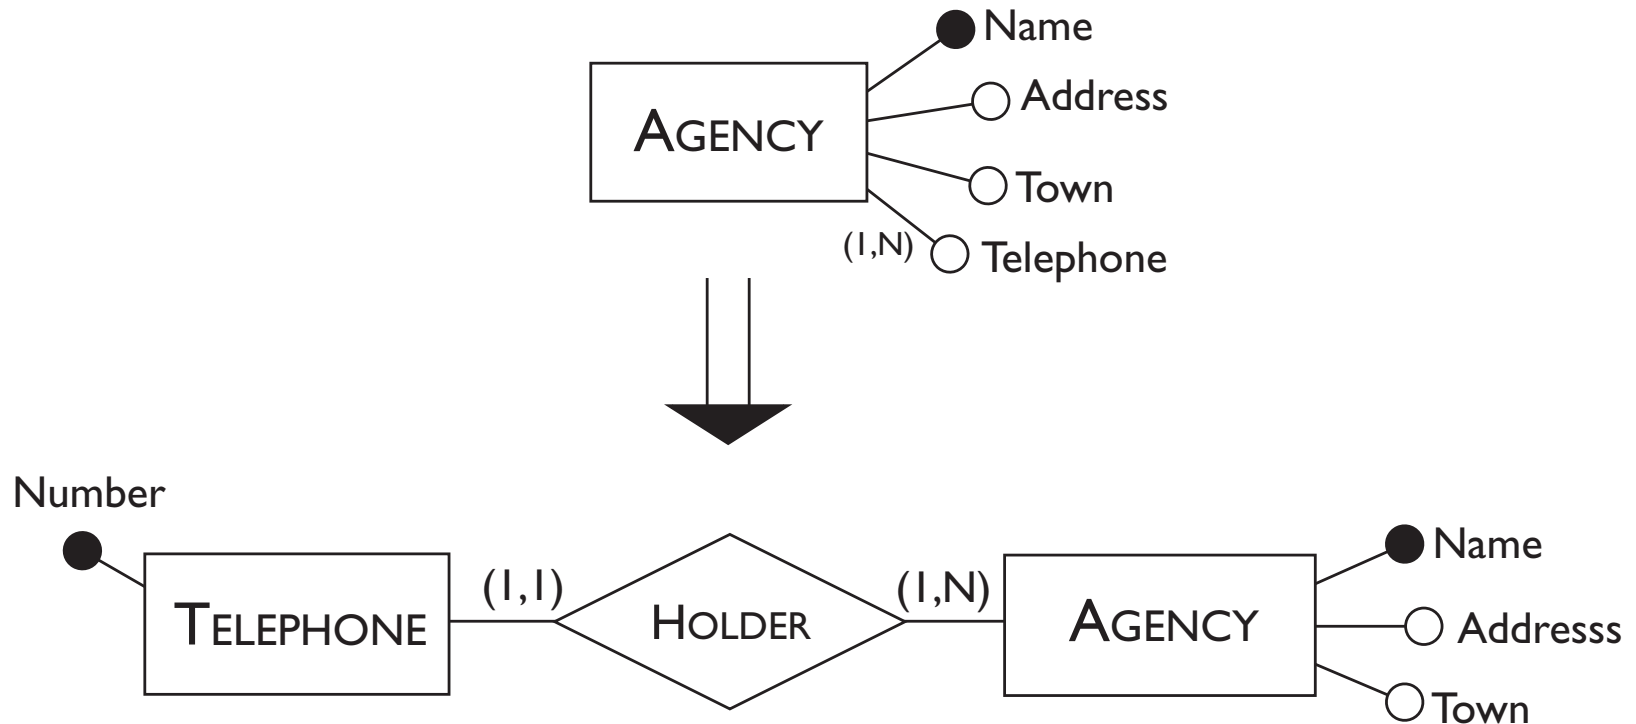 Name
AGENCY
Address
Town
(1,N)
Telephone
Number
TELEPHONE
(1,1)
HOLDER
(1,N)
AGENCY
Name
Addresss
Town